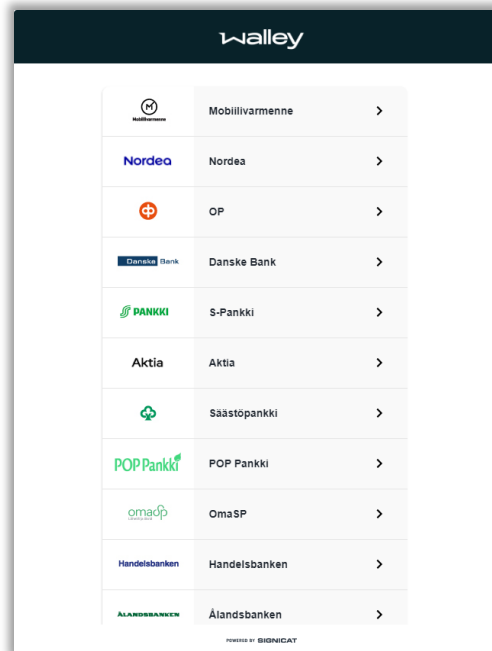 walley
Mobiilivarmenne Mobiilivarmenne
Nordea Nordea
OP
Danske Bank Danske Bank
S PANKKI S-Pankki
Aktia Aktia
Säästöpankki
POP Pankki POP Pankki
omasp OmaSP
Handelsbanken Handelsbanken
ÅLANDSBANKEN Ålandsbanken
POWERED BY SIGNICAT